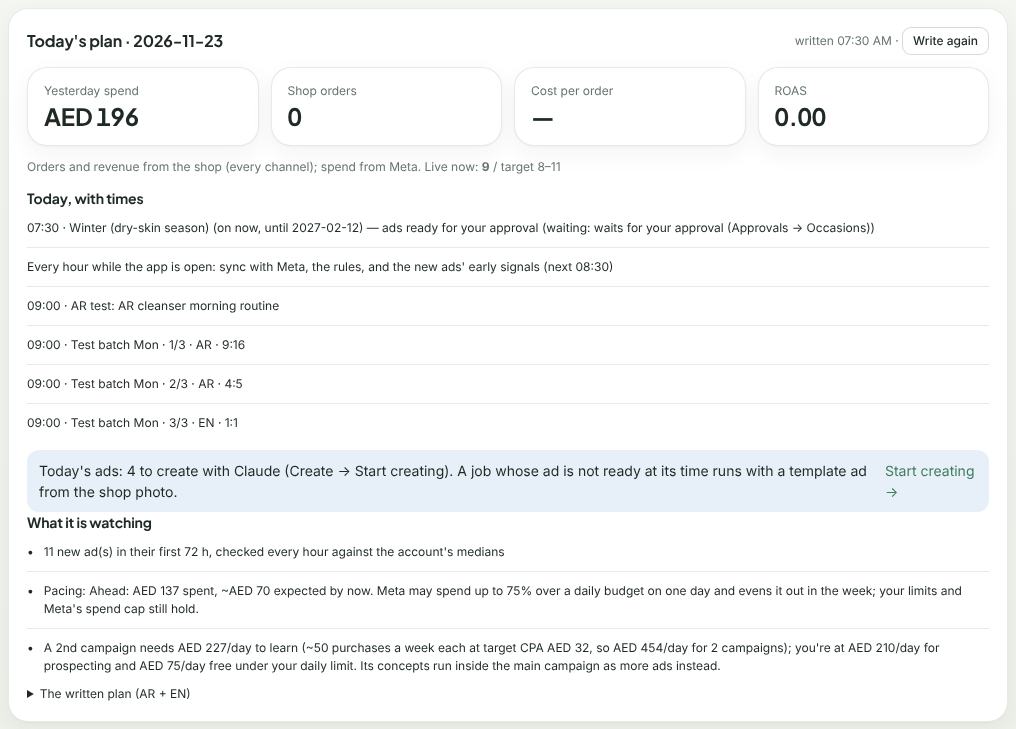 Today's plan · 2026-11-23
written 07:30 AM · Write again
Yesterday spend
AED 196
Shop orders
0
Cost per order
—
ROAS
0.00
Orders and revenue from the shop (every channel); spend from Meta. Live now: 9 / target 8–11
Today, with times
07:30 · Winter (dry-skin season) (on now, until 2027-02-12) — ads ready for your approval (waiting: waits for your approval (Approvals → Occasions))
Every hour while the app is open: sync with Meta, the rules, and the new ads' early signals (next 08:30)
09:00 · AR test: AR cleanser morning routine
09:00 · Test batch Mon · 1/3 · AR · 9:16
09:00 · Test batch Mon · 2/3 · AR · 4:5
09:00 · Test batch Mon · 3/3 · EN · 1:1
Today's ads: 4 to create with Claude (Create → Start creating). A job whose ad is not ready at its time runs with a template ad
from the shop photo.
Start creating
→
What it is watching
• 11 new ad(s) in their first 72 h, checked every hour against the account's medians
• Pacing: Ahead: AED 137 spent, ~AED 70 expected by now. Meta may spend up to 75% over a daily budget on one day and evens it out in the week; your limits and
Meta's spend cap still hold.
• A 2nd campaign needs AED 227/day to learn (~50 purchases a week each at target CPA AED 32, so AED 454/day for 2 campaigns); you're at AED 210/day for
prospecting and AED 75/day free under your daily limit. Its concepts run inside the main campaign as more ads instead.
▶ The written plan (AR + EN)